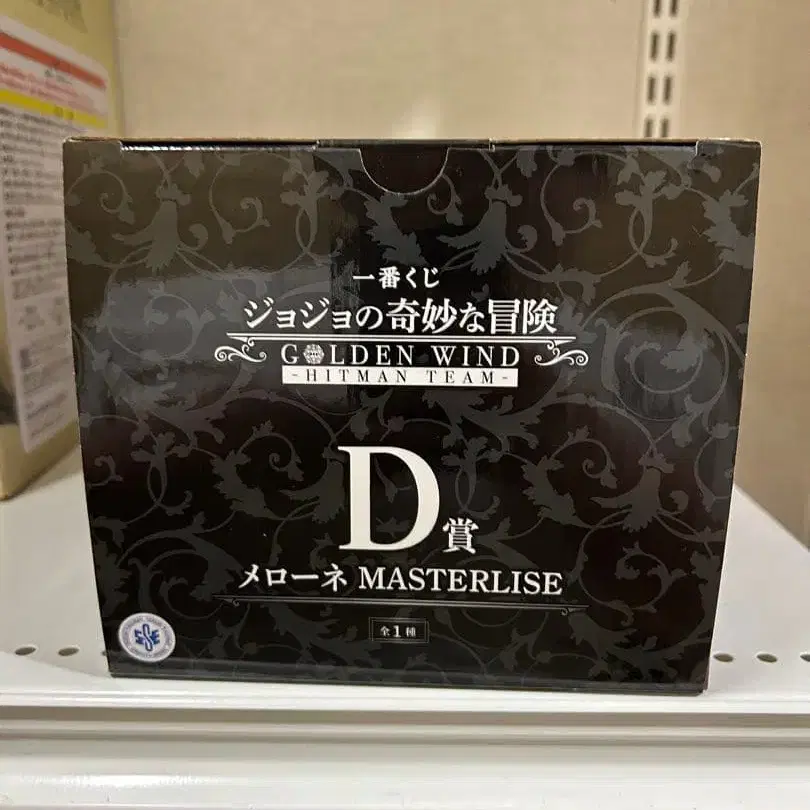 一番くじ
ジョジョの奇妙な冒険
GOLDEN WIND
-HITMAN TEAM-
D賞
メローネ MASTERLISE
全1種